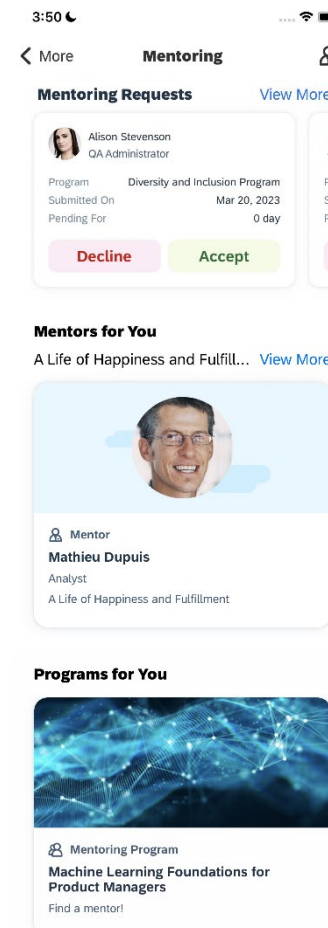 3:50
More
Mentoring
Mentoring Requests
View More
Alison Stevenson
QA Administrator
Program
Diversity and Inclusion Program
Submitted On
Mar 20, 2023
Pending For
0 day
Decline
Accept
Mentors for You
A Life of Happiness and Fulfill...
View More
Mentor
Mathieu Dupuis
Analyst
A Life of Happiness and Fulfillment
Programs for You
Mentoring Program
Machine Learning Foundations for
Product Managers
Find a mentor!